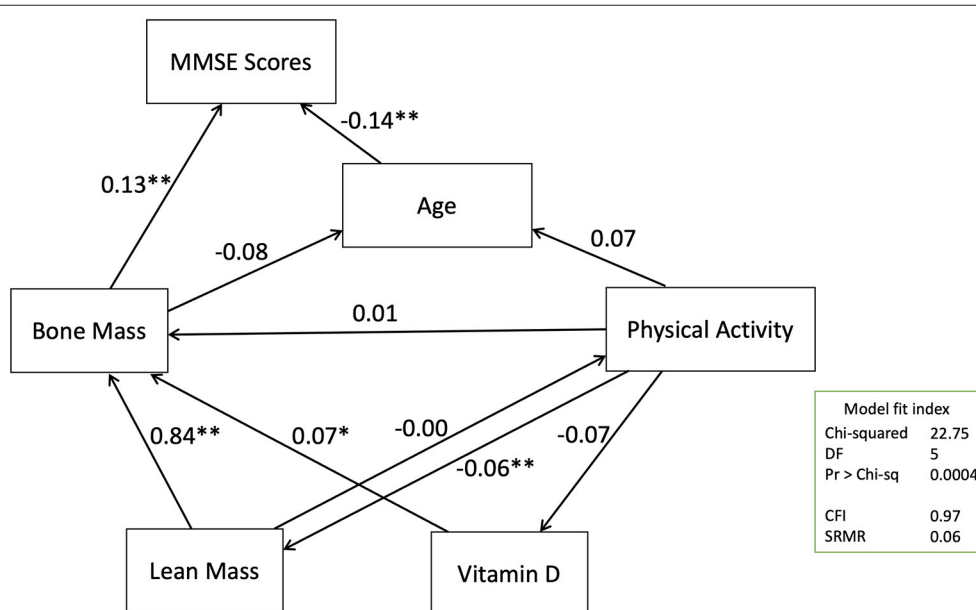 MMSE Scores
-0.14**
0.13**
Age
-0.08
0.07
0.01
Bone Mass
Physical Activity
0.84**
0.07*
-0.00
-0.07
-0.06**
Model fit index
Chi-squared 22.75
DF 5
Pr > Chi-sq 0.0004
CFI 0.97
SRMR 0.06
Lean Mass
Vitamin D